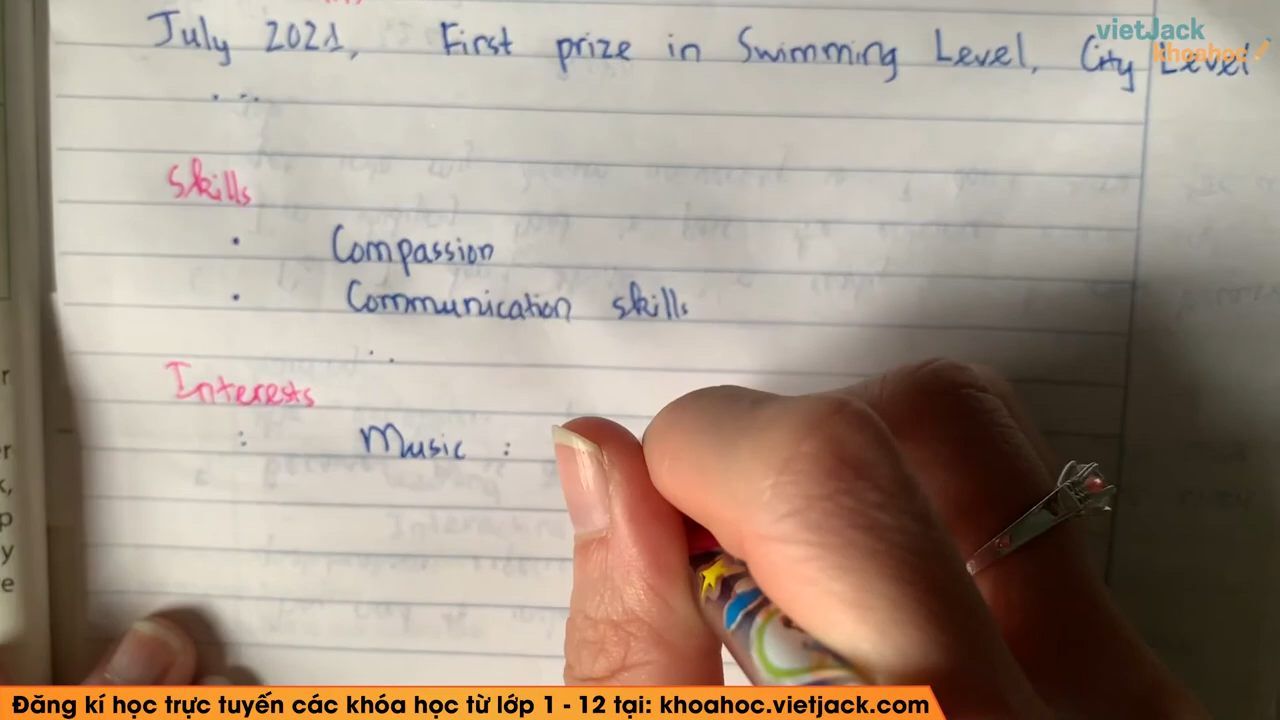 vietJack
khoahoc!
July 2021, First prize in Swimming Level, City Level
. ...
Skills
· Compassion
· Communication skills
...
Interests
: Music :
r
r
k,
p
y
e
Đăng kí học trực tuyến các khóa học từ lớp 1 - 12 tại: khoahoc.vietjack.com